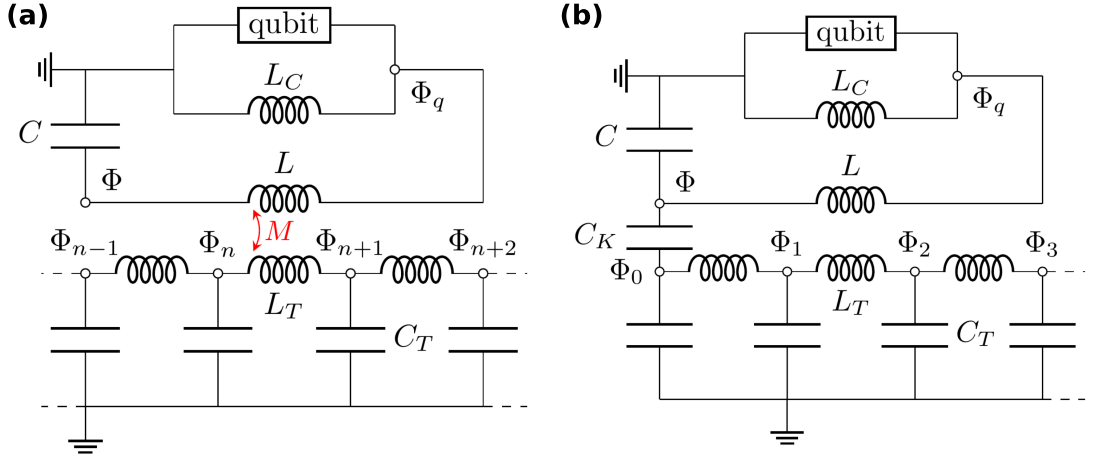 (a)
qubit
L_C
Φ_q
C
L
Φ
M
Φ_{n−1}
Φ_n
Φ_{n+1}
Φ_{n+2}
L_T
C_T
(b)
qubit
L_C
Φ_q
C
L
Φ
C_K
Φ_0
Φ_1
Φ_2
Φ_3
L_T
C_T